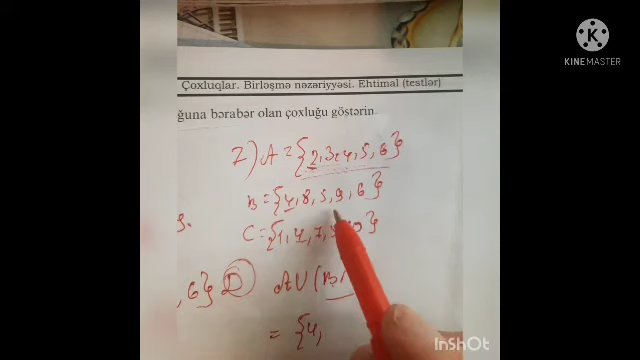 KINEMASTER
Çoxluqlar. Birləşmə nəzəriyyəsi. Ehtimal (testlər)
ğuna bərabər olan çoxluğu göstərin
7) A = {2, 3, 4, 5, 6}
B = {4, 8, 5, 9, 6}
C = {1, 4, 7,
, 6} D A U (B
= {4,
InShOt